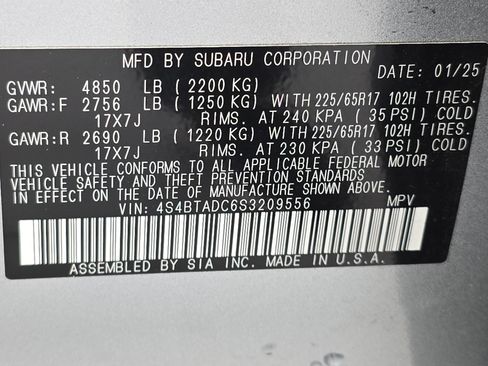 MFD BY SUBARU CORPORATION
DATE: 01/25
GVWR: 4850 LB (2200 KG)
GAWR:F 2756 LB (1250 KG) WITH 225/65R17 102H TIRES.
17X7J RIMS. AT 240 KPA (35 PSI) COLD
GAWR:R 2690 LB (1220 KG) WITH 225/65R17 102H TIRES.
17X7J RIMS. AT 230 KPA (33 PSI) COLD
THIS VEHICLE CONFORMS TO ALL APPLICABLE FEDERAL MOTOR
VEHICLE SAFETY AND THEFT PREVENTION STANDARDS
IN EFFECT ON THE DATE OF MANUFACTURE SHOWN ABOVE.
VIN: 4S4BTADC6S3209556 MPV
ASSEMBLED BY SIA INC. MADE IN U.S.A.